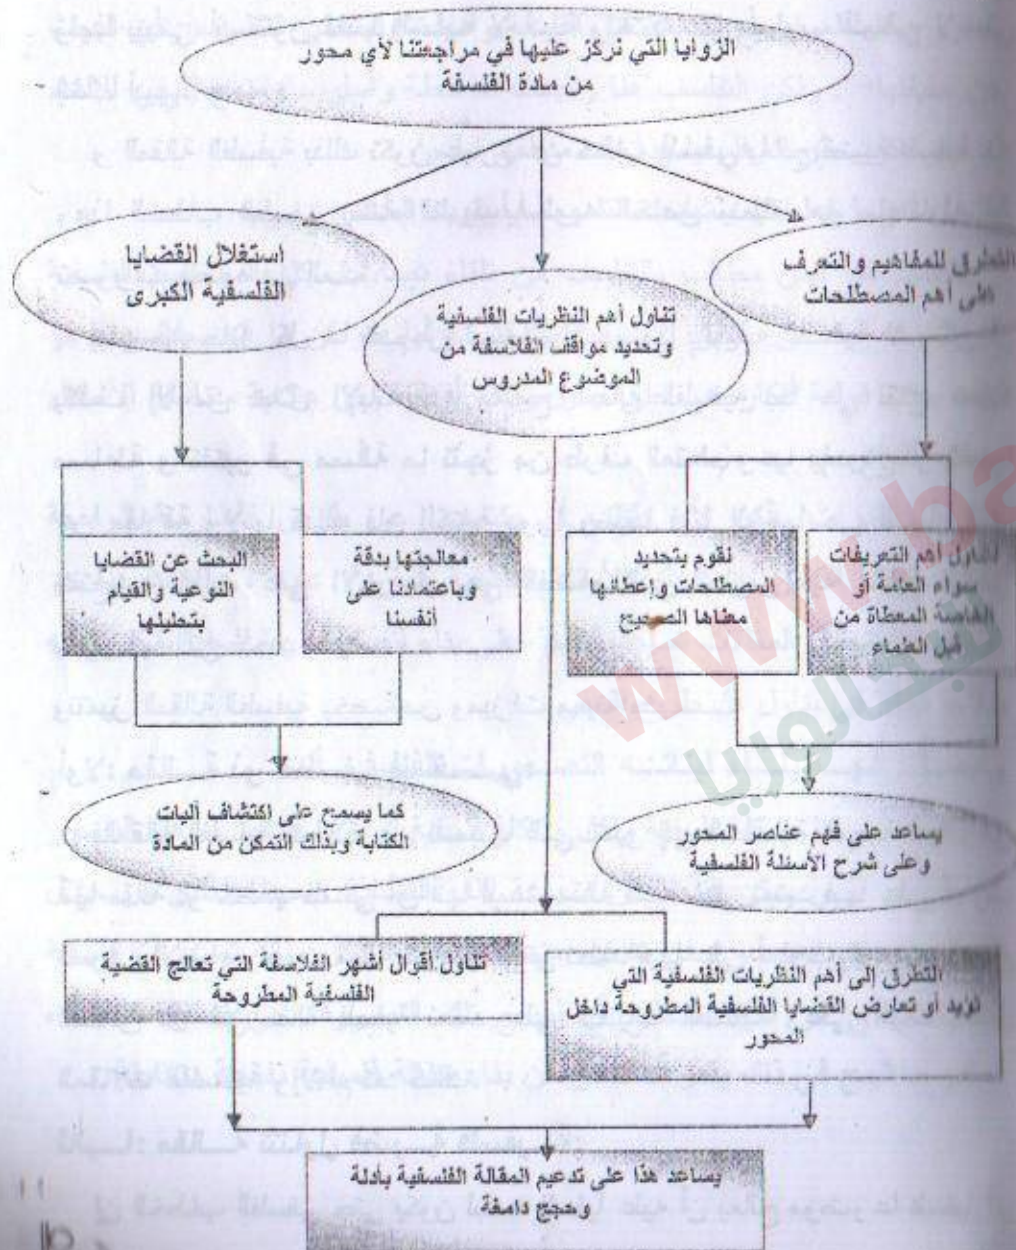 الزوايا التي نركز عليها في مراجعتنا لأي محور
من مادة الفلسفة
التطرق للمفاهيم والتعرف
على أهم المصطلحات
تناول أهم النظريات الفلسفية
وتحديد مواقف الفلاسفة من
الموضوع المدروس
استغلال القضايا
الفلسفية الكبرى
تناول أهم التعريفات
سواء العامة أو
الخاصة المعطاة من
قبل العلماء
نقوم بتحديد
المصطلحات وإعطائها
معناها الصحيح
معالجتها بدقة
وباعتمادنا على
أنفسنا
البحث عن القضايا
النوعية والقيام
بتحليلها
يساعد على فهم عناصر المحور
وعلى شرح الأسئلة الفلسفية
كما يسمح على اكتشاف آليات
الكتابة وبذلك التمكن من المادة
التطرق إلى أهم النظريات الفلسفية التي
تؤيد أو تعارض القضايا الفلسفية المطروحة داخل
المحور
تناول أقوال أشهر الفلاسفة التي تعالج القضية
الفلسفية المطروحة
يساعد هذا على تدعيم المقالة الفلسفية بأدلة
وحجج دامغة
www.ba